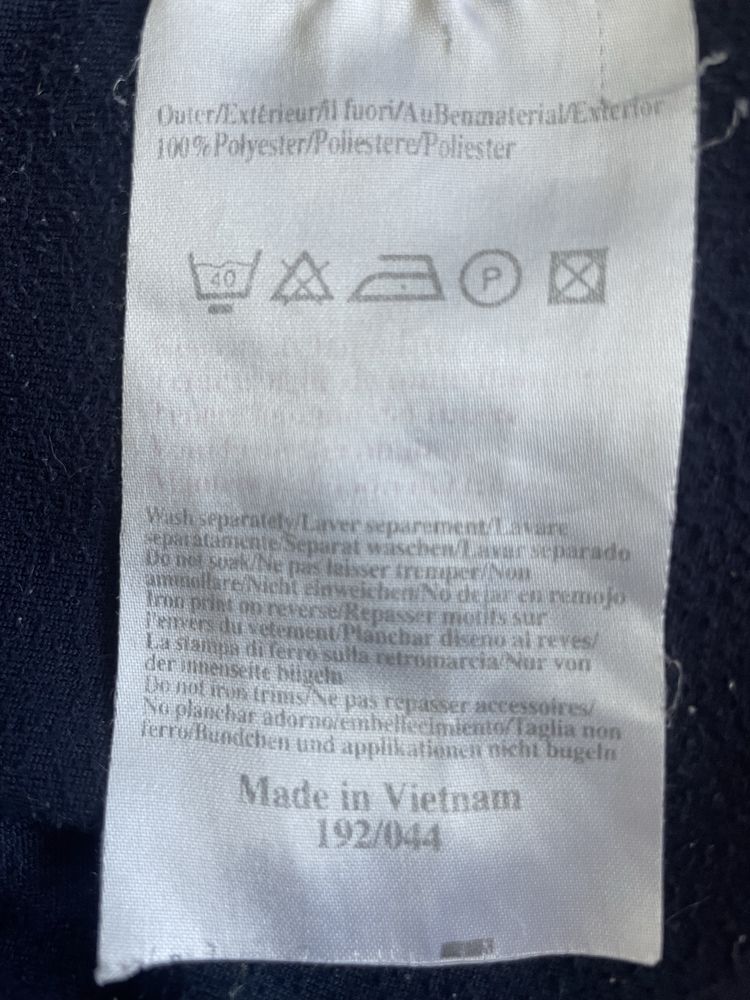 Outer/Extérieur/Il fuori/Außenmaterial/Exterior
100%Polyester/Poliestere/Poliester
40
P
Wash separately/Laver separement/Lavare
separatamente/Separat waschen/Lavar separado
Do not soak/Ne pas laisser tremper/Non
ammollare/Nicht einweichen/No dejar en remojo
Iron print on reverse/Repasser motifs sur
l'envers du vetement/Planchar diseno al reves/
La stampa di ferro sulla retromarcia/Nur von
der innenseite bügeln
Do not iron trims/Ne pas repasser accessoires/
No planchar adorno/embellecimiento/Taglia non
ferro/Bundchen und applikationen nicht bugeln
Made in Vietnam
192/044